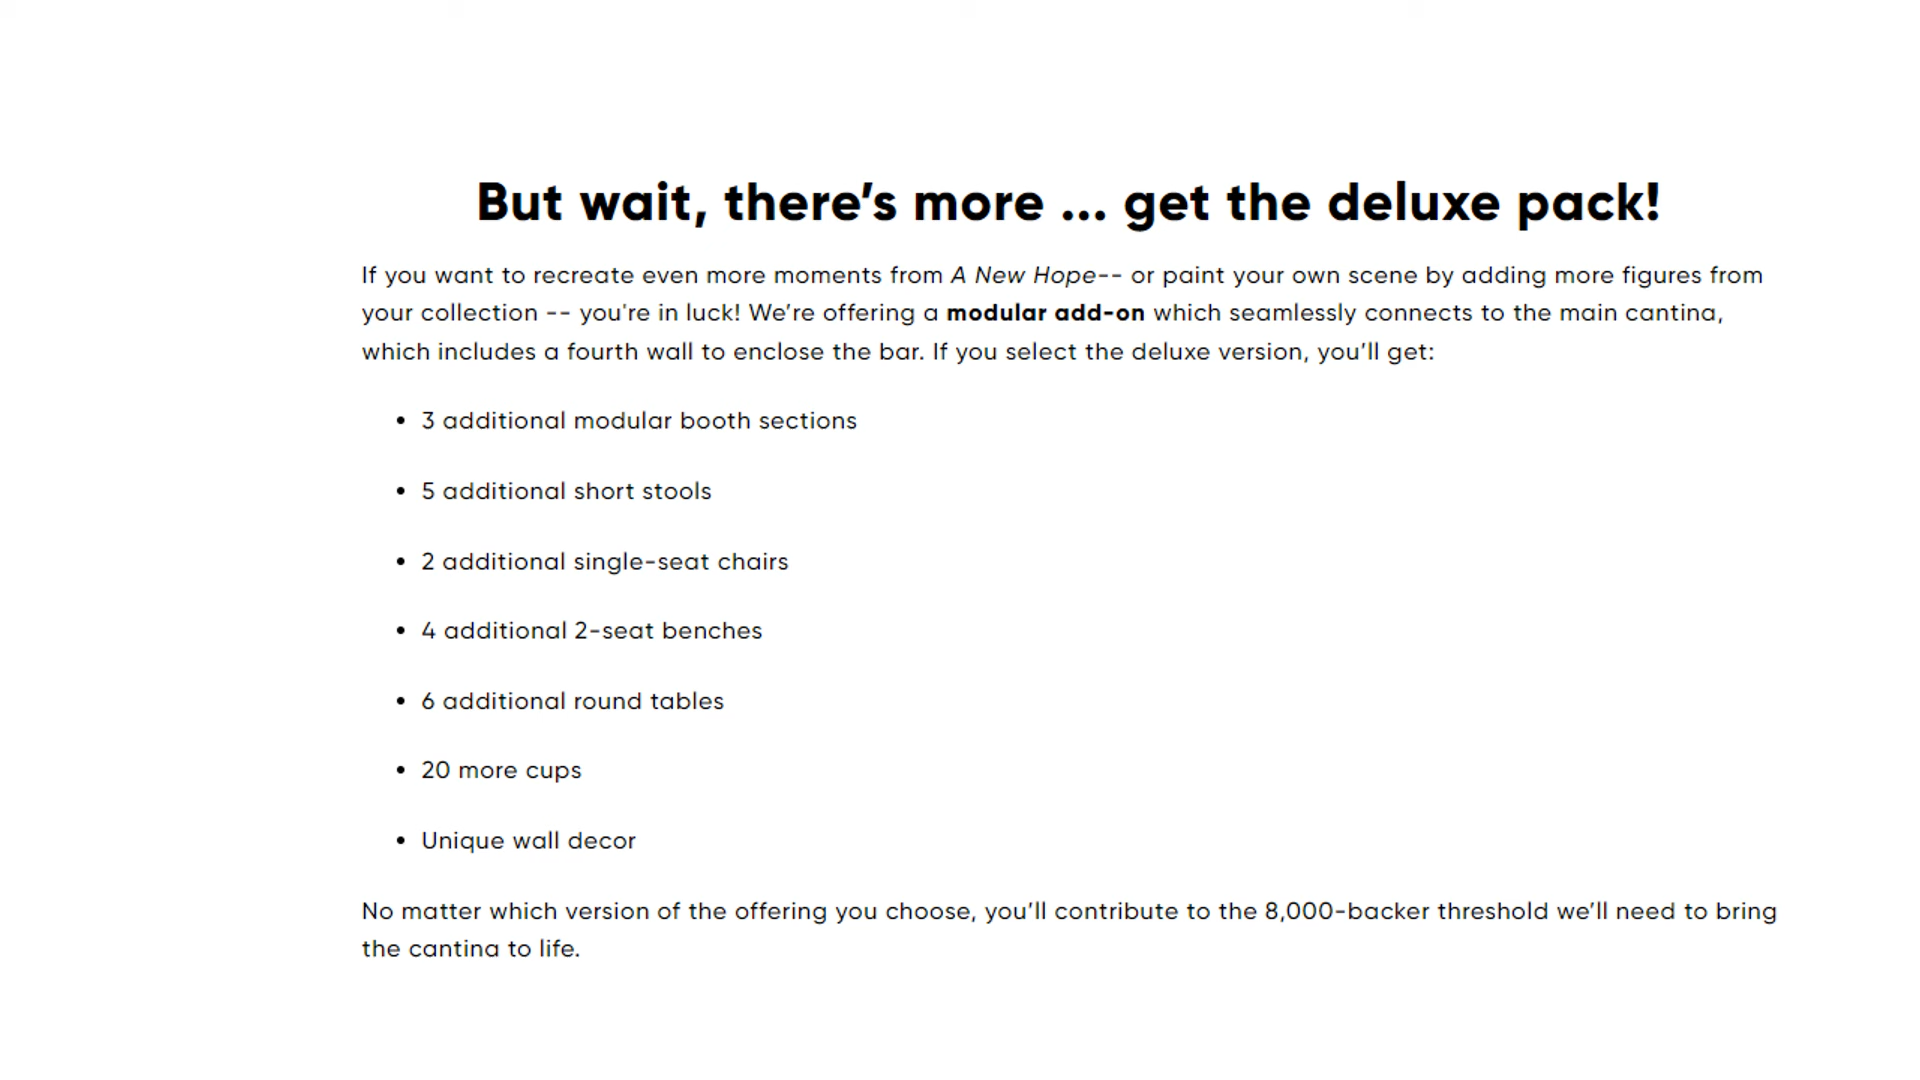 But wait, there’s more ... get the deluxe pack!
If you want to recreate even more moments from A New Hope-- or paint your own scene by adding more figures from
your collection -- you're in luck! We’re offering a modular add-on which seamlessly connects to the main cantina,
which includes a fourth wall to enclose the bar. If you select the deluxe version, you’ll get:
• 3 additional modular booth sections
• 5 additional short stools
• 2 additional single-seat chairs
• 4 additional 2-seat benches
• 6 additional round tables
• 20 more cups
• Unique wall decor
No matter which version of the offering you choose, you’ll contribute to the 8,000-backer threshold we’ll need to bring
the cantina to life.